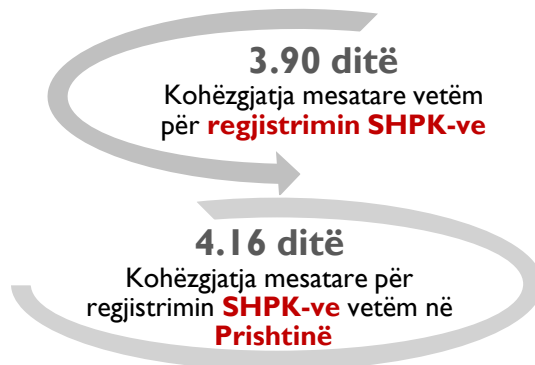 3.90 ditë
Kohëzgjatja mesatare vetëm
për regjistrimin SHPK-ve
4.16 ditë
Kohëzgjatja mesatare për
regjistrimin SHPK-ve vetëm në
Prishtinë